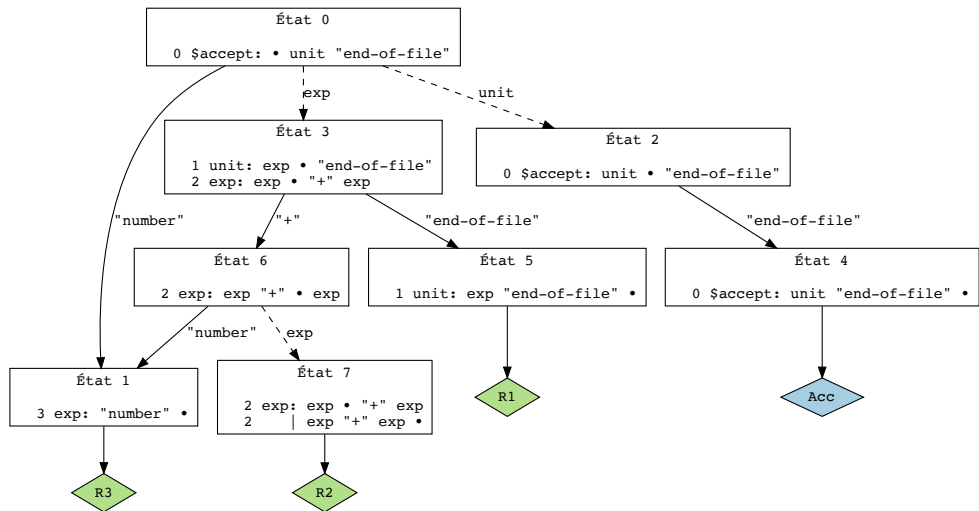 État 0
0 $accept: • unit "end-of-file"
exp
unit
État 3
1 unit: exp • "end-of-file"
2 exp: exp • "+" exp
État 2
0 $accept: unit • "end-of-file"
"number"
"+"
"end-of-file"
"end-of-file"
État 6
2 exp: exp "+" • exp
État 5
1 unit: exp "end-of-file" •
État 4
0 $accept: unit "end-of-file" •
"number"
exp
État 1
3 exp: "number" •
État 7
2 exp: exp • "+" exp
2 | exp "+" exp •
R1
Acc
R3
R2